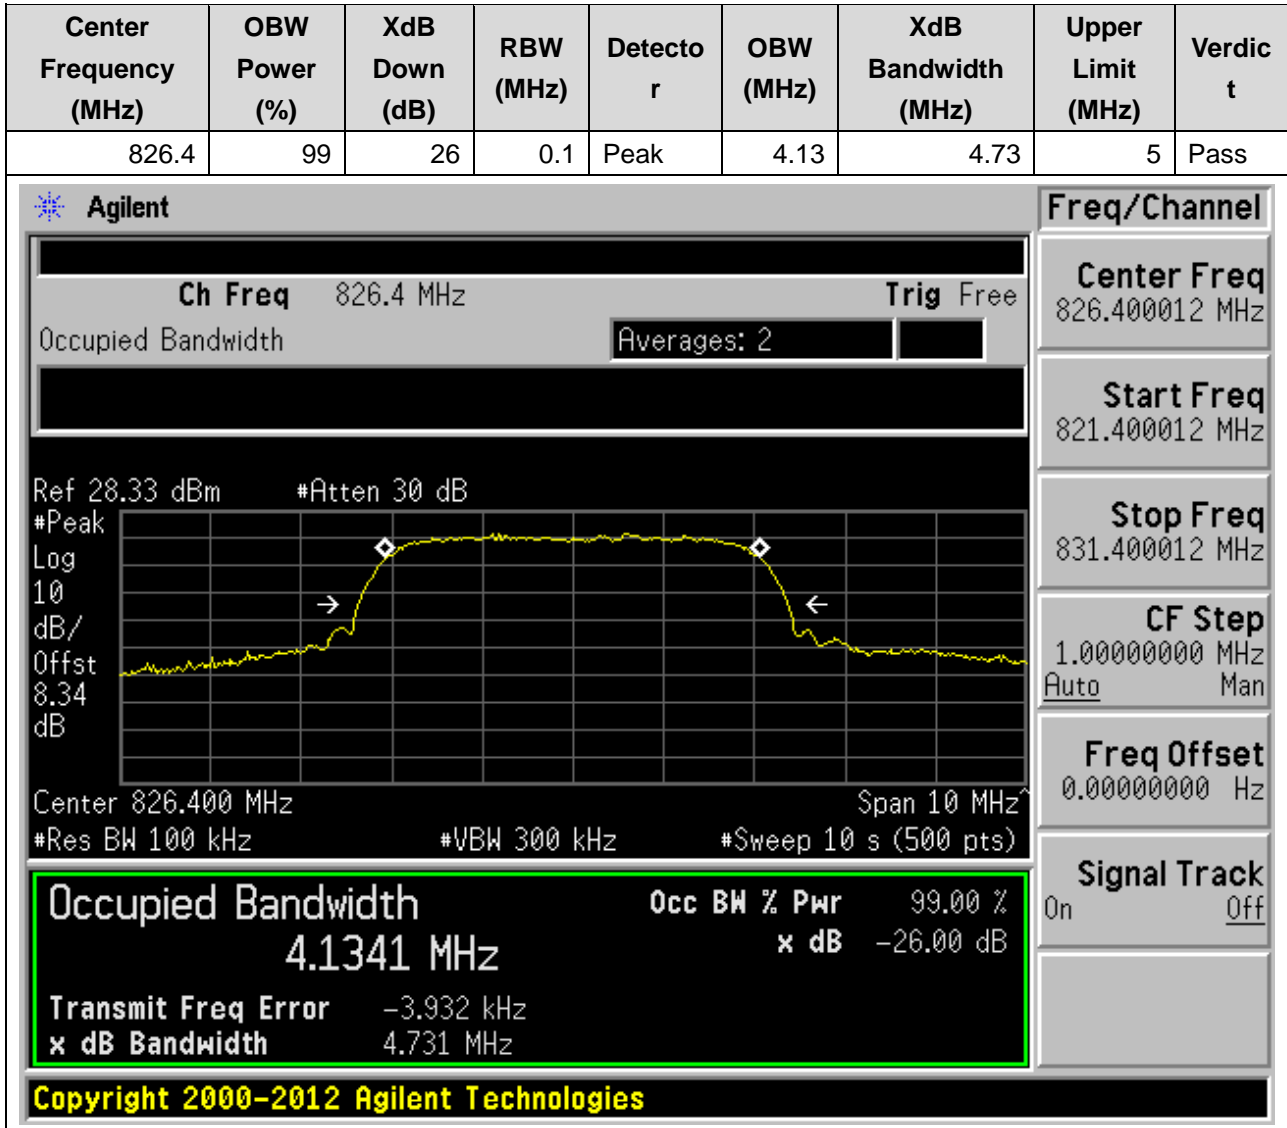 Center Frequency (MHz) OBW Power (%) XdB Down (dB) RBW (MHz) Detecto r OBW (MHz) XdB Bandwidth (MHz) Upper Limit (MHz) Verdic t
826.4 99 26 0.1 Peak 4.13 4.73 5 Pass
Agilent
Ch Freq 826.4 MHz Trig Free
Occupied Bandwidth Averages: 2
Ref 28.33 dBm #Atten 30 dB
#Peak
Log
10
dB/
Offst
8.34
dB
Center 826.400 MHz Span 10 MHz^
#Res BW 100 kHz #VBW 300 kHz #Sweep 10 s (500 pts)
Occupied Bandwidth Occ BW % Pwr 99.00 %
4.1341 MHz x dB -26.00 dB
Transmit Freq Error -3.932 kHz
x dB Bandwidth 4.731 MHz
Copyright 2000-2012 Agilent Technologies
Freq/Channel
Center Freq
826.400012 MHz
Start Freq
821.400012 MHz
Stop Freq
831.400012 MHz
CF Step
1.00000000 MHz
Auto Man
Freq Offset
0.00000000 Hz
Signal Track
On Off